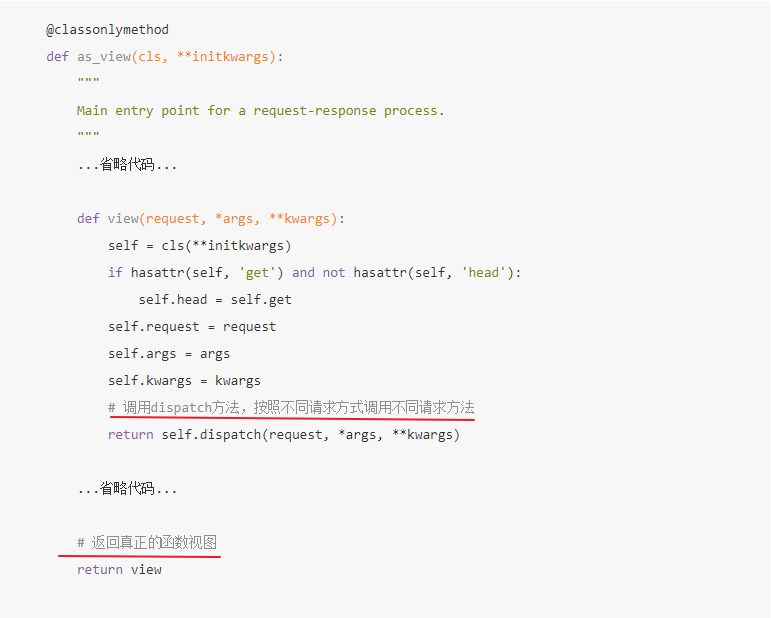 @classonlymethod
def as_view(cls, **initkwargs):
"""
Main entry point for a request-response process.
"""
...省略代码...
def view(request, *args, **kwargs):
self = cls(**initkwargs)
if hasattr(self, 'get') and not hasattr(self, 'head'):
self.head = self.get
self.request = request
self.args = args
self.kwargs = kwargs
# 调用dispatch方法，按照不同请求方式调用不同请求方法
return self.dispatch(request, *args, **kwargs)
...省略代码...
# 返回真正的函数视图
return view